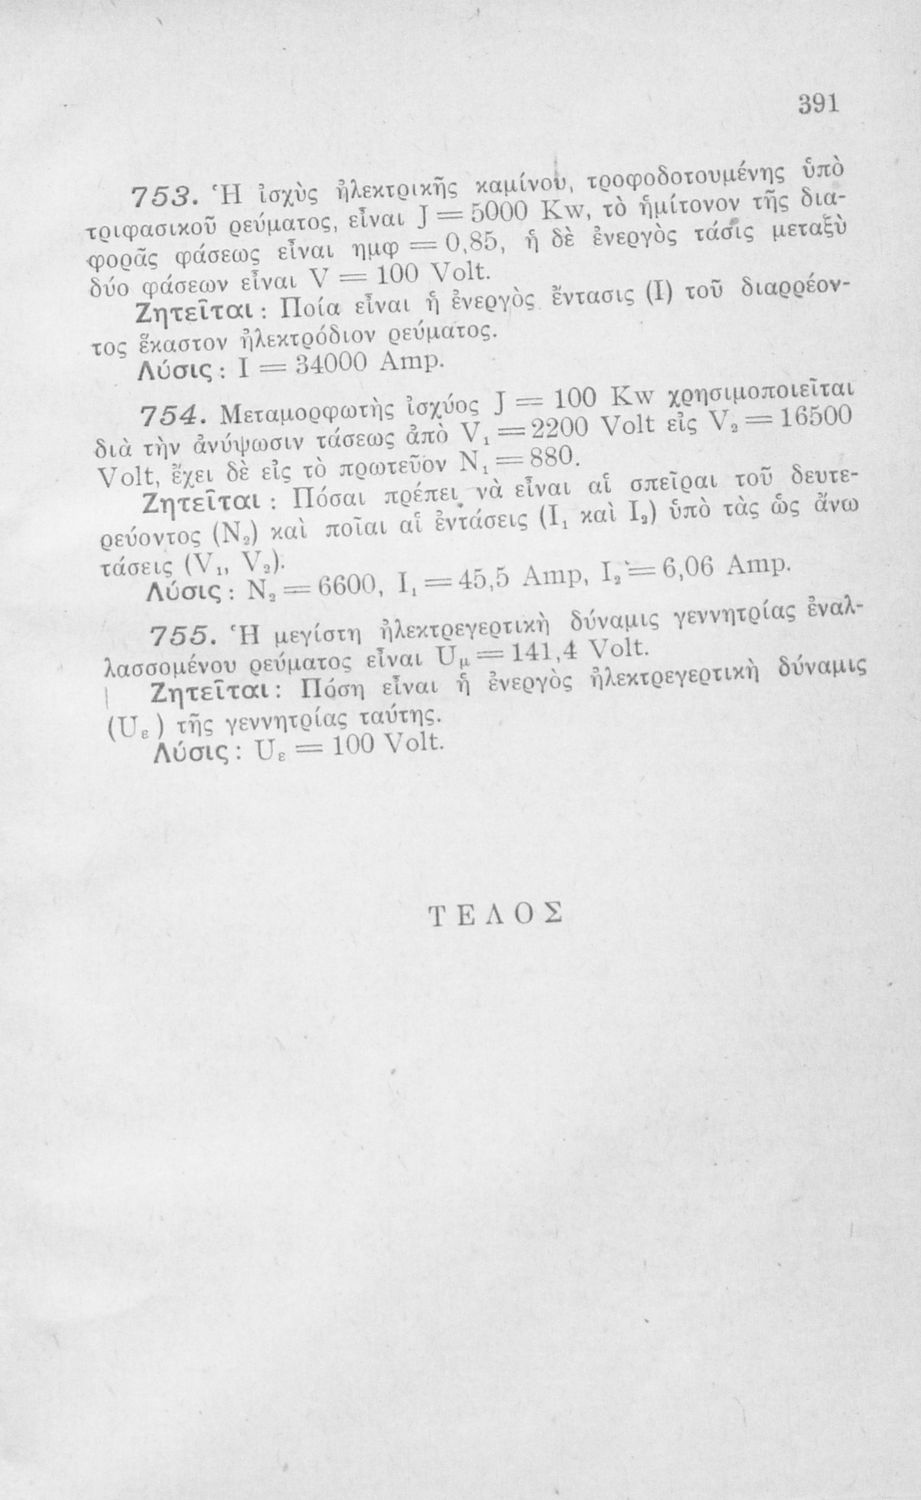 391
753. Ἡ ἰσχὺς ἠλεκτρικῆς καμίνου, τροφοδοτουμένης ὑπὸ
τριφασικοῦ ρεύματος, εἶναι J = 5000 Kw, τὸ ἡμίτονον τῆς δια-
φορᾶς φάσεως εἶναι ημφ = 0,85, ἡ δὲ ἐνεργὸς τάσις μεταξὺ
δύο φάσεων εἶναι V = 100 Volt.
Ζητεῖται : Ποία εἶναι ἡ ἐνεργὸς ἔντασις (I) τοῦ διαρρέον-
τος ἕκαστον ἠλεκτρόδιον ρεύματος.
Λύσις : I = 34000 Amp.
754. Μεταμορφωτὴς ἰσχύος J = 100 Kw χρησιμοποιεῖται
διὰ τὴν ἀνύψωσιν τάσεως ἀπὸ V₁ = 2200 Volt εἰς V₂ = 16500
Volt, ἔχει δὲ εἰς τὸ πρωτεῦον N₁ = 880.
Ζητεῖται : Πόσαι πρέπει νὰ εἶναι αἱ σπεῖραι τοῦ δευτε-
ρεύοντος (N₂) καὶ ποῖαι αἱ ἐντάσεις (I₁ καὶ I₂) ὑπὸ τὰς ὡς ἄνω
τάσεις (V₁, V₂).
Λύσις : N₂ = 6600, I₁ = 45,5 Amp, I₂ = 6,06 Amp.
755. Ἡ μεγίστη ἠλεκτρεγερτικὴ δύναμις γεννητρίας ἐναλ-
λασσομένου ρεύματος εἶναι Uμ = 141,4 Volt.
Ζητεῖται : Πόση εἶναι ἡ ἐνεργὸς ἠλεκτρεγερτικὴ δύναμις
(Uε) τῆς γεννητρίας ταύτης.
Λύσις : Uε = 100 Volt.
ΤΕΛΟΣ